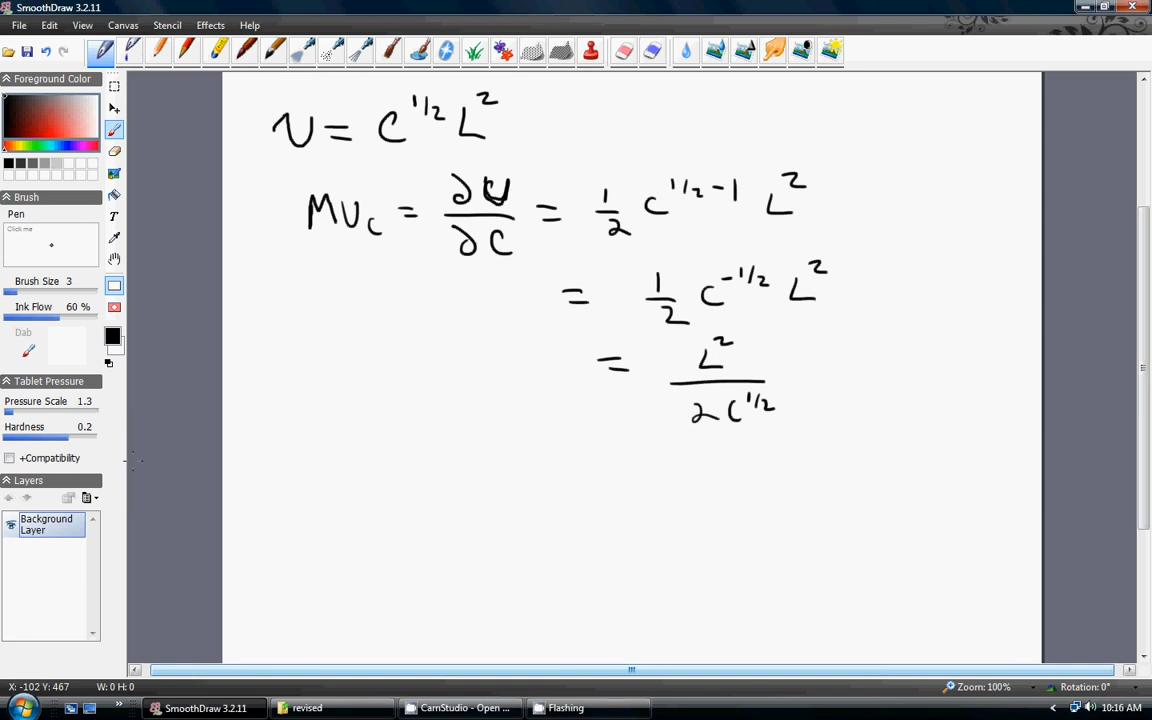 SmoothDraw 3.2.11
File Edit View Canvas Stencil Effects Help
Foreground Color
Brush
Pen
Click me
Brush Size 3
Ink Flow 60 %
Dab
Tablet Pressure
Pressure Scale 1.3
Hardness 0.2
+Compatibility
Layers
Background
Layer
U = C^1/2 L^2
MU_C = ∂U/∂C = 1/2 C^1/2-1 L^2
= 1/2 C^-1/2 L^2
= L^2/2C^1/2
X: -102 Y: 467 W: 0 H: 0 Zoom: 100% Rotation: 0°
SmoothDraw 3.2.11 revised CamStudio - Open ... Flashing 10:16 AM